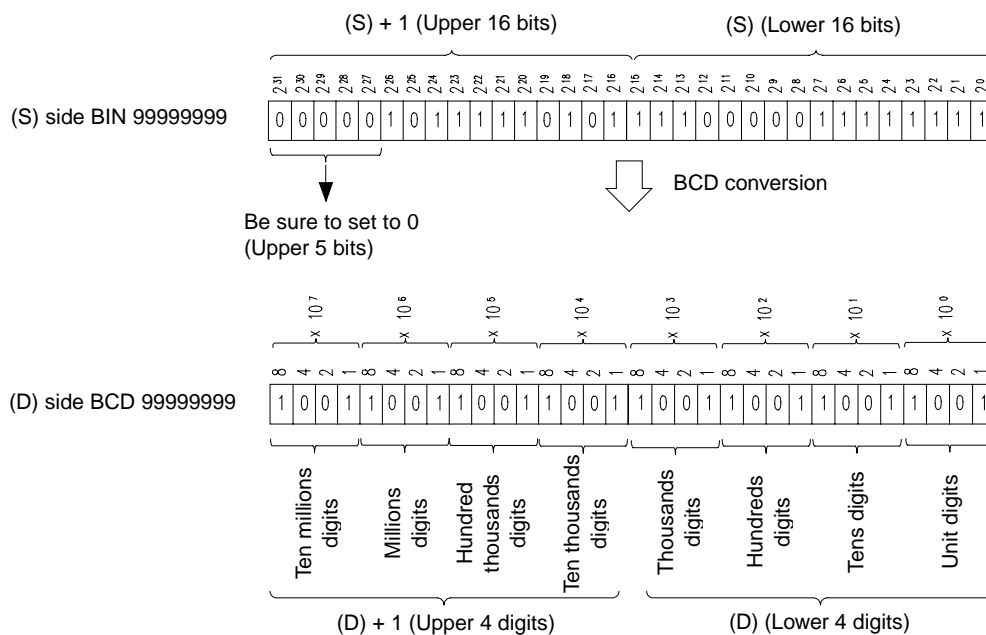 (S) + 1 (Upper 16 bits) (S) (Lower 16 bits)
2³¹ 2³⁰ 2²⁹ 2²⁸ 2²⁷ 2²⁶ 2²⁵ 2²⁴ 2²³ 2²² 2²¹ 2²⁰ 2¹⁹ 2¹⁸ 2¹⁷ 2¹⁶ 2¹⁵ 2¹⁴ 2¹³ 2¹² 2¹¹ 2¹⁰ 2⁹ 2⁸ 2⁷ 2⁶ 2⁵ 2⁴ 2³ 2² 2¹ 2⁰
(S) side BIN 99999999 0 0 0 0 0 1 0 1 1 1 1 1 0 1 0 1 1 1 1 0 0 0 0 0 1 1 1 1 1 1 1 1
BCD conversion
Be sure to set to 0
(Upper 5 bits)
x 10⁷ x 10⁶ x 10⁵ x 10⁴ x 10³ x 10² x 10¹ x 10⁰
8 4 2 1 8 4 2 1 8 4 2 1 8 4 2 1 8 4 2 1 8 4 2 1 8 4 2 1 8 4 2 1
(D) side BCD 99999999 1 0 0 1 1 0 0 1 1 0 0 1 1 0 0 1 1 0 0 1 1 0 0 1 1 0 0 1 1 0 0 1
Ten millions
digits
Millions
digits
Hundred
thousands
digits
Ten thousands
digits
Thousands
digits
Hundreds
digits
Tens digits
Unit digits
(D) + 1 (Upper 4 digits) (D) (Lower 4 digits)